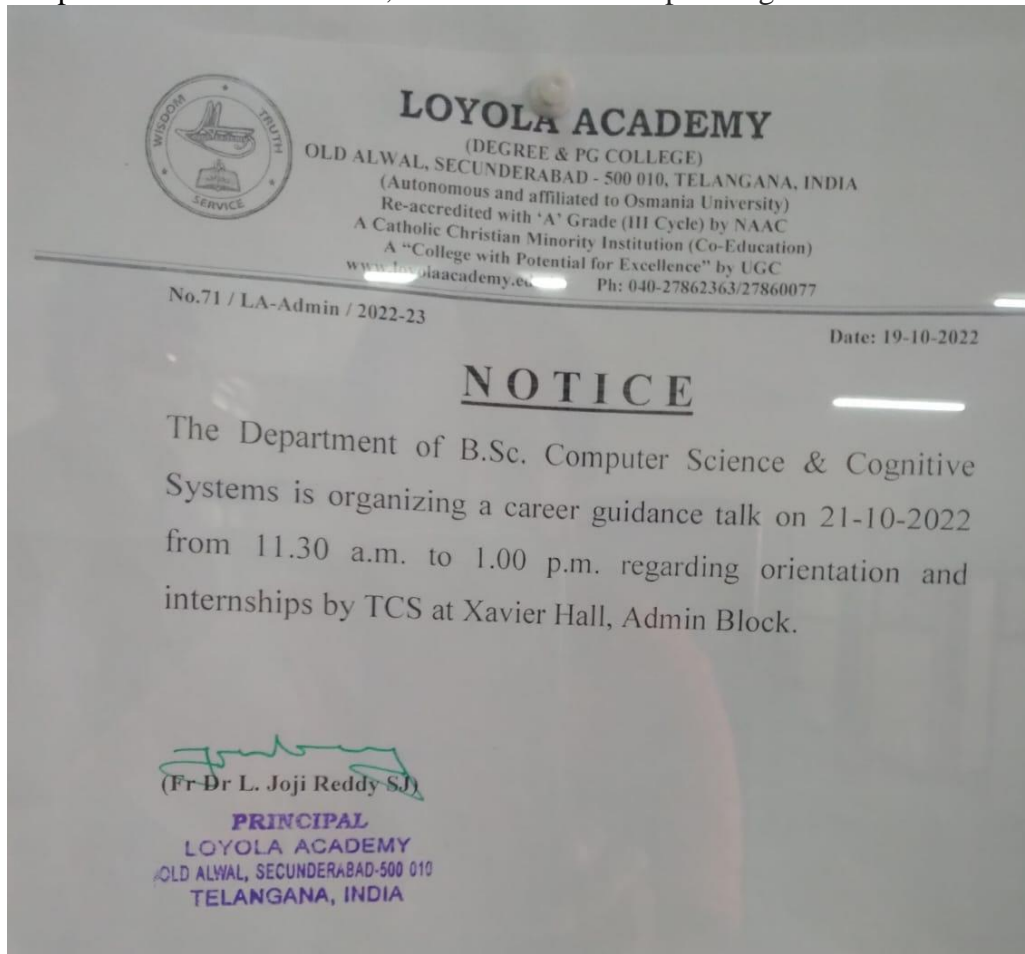 WISDOM TRUTH
SERVICE
LOYOLA ACADEMY
(DEGREE & PG COLLEGE)
OLD ALWAL, SECUNDERABAD - 500 010, TELANGANA, INDIA
(Autonomous and affiliated to Osmania University)
Re-accredited with ‘A’ Grade (III Cycle) by NAAC
A Catholic Christian Minority Institution (Co-Education)
A “College with Potential for Excellence” by UGC
Ph: 040-27862363/27860077
No.71 / LA-Admin / 2022-23
Date: 19-10-2022
NOTICE
The Department of B.Sc. Computer Science & Cognitive
Systems is organizing a career guidance talk on 21-10-2022
from 11.30 a.m. to 1.00 p.m. regarding orientation and
internships by TCS at Xavier Hall, Admin Block.
(Fr Dr L. Joji Reddy SJ)
PRINCIPAL
LOYOLA ACADEMY
OLD ALWAL, SECUNDERABAD-500 010
TELANGANA, INDIA